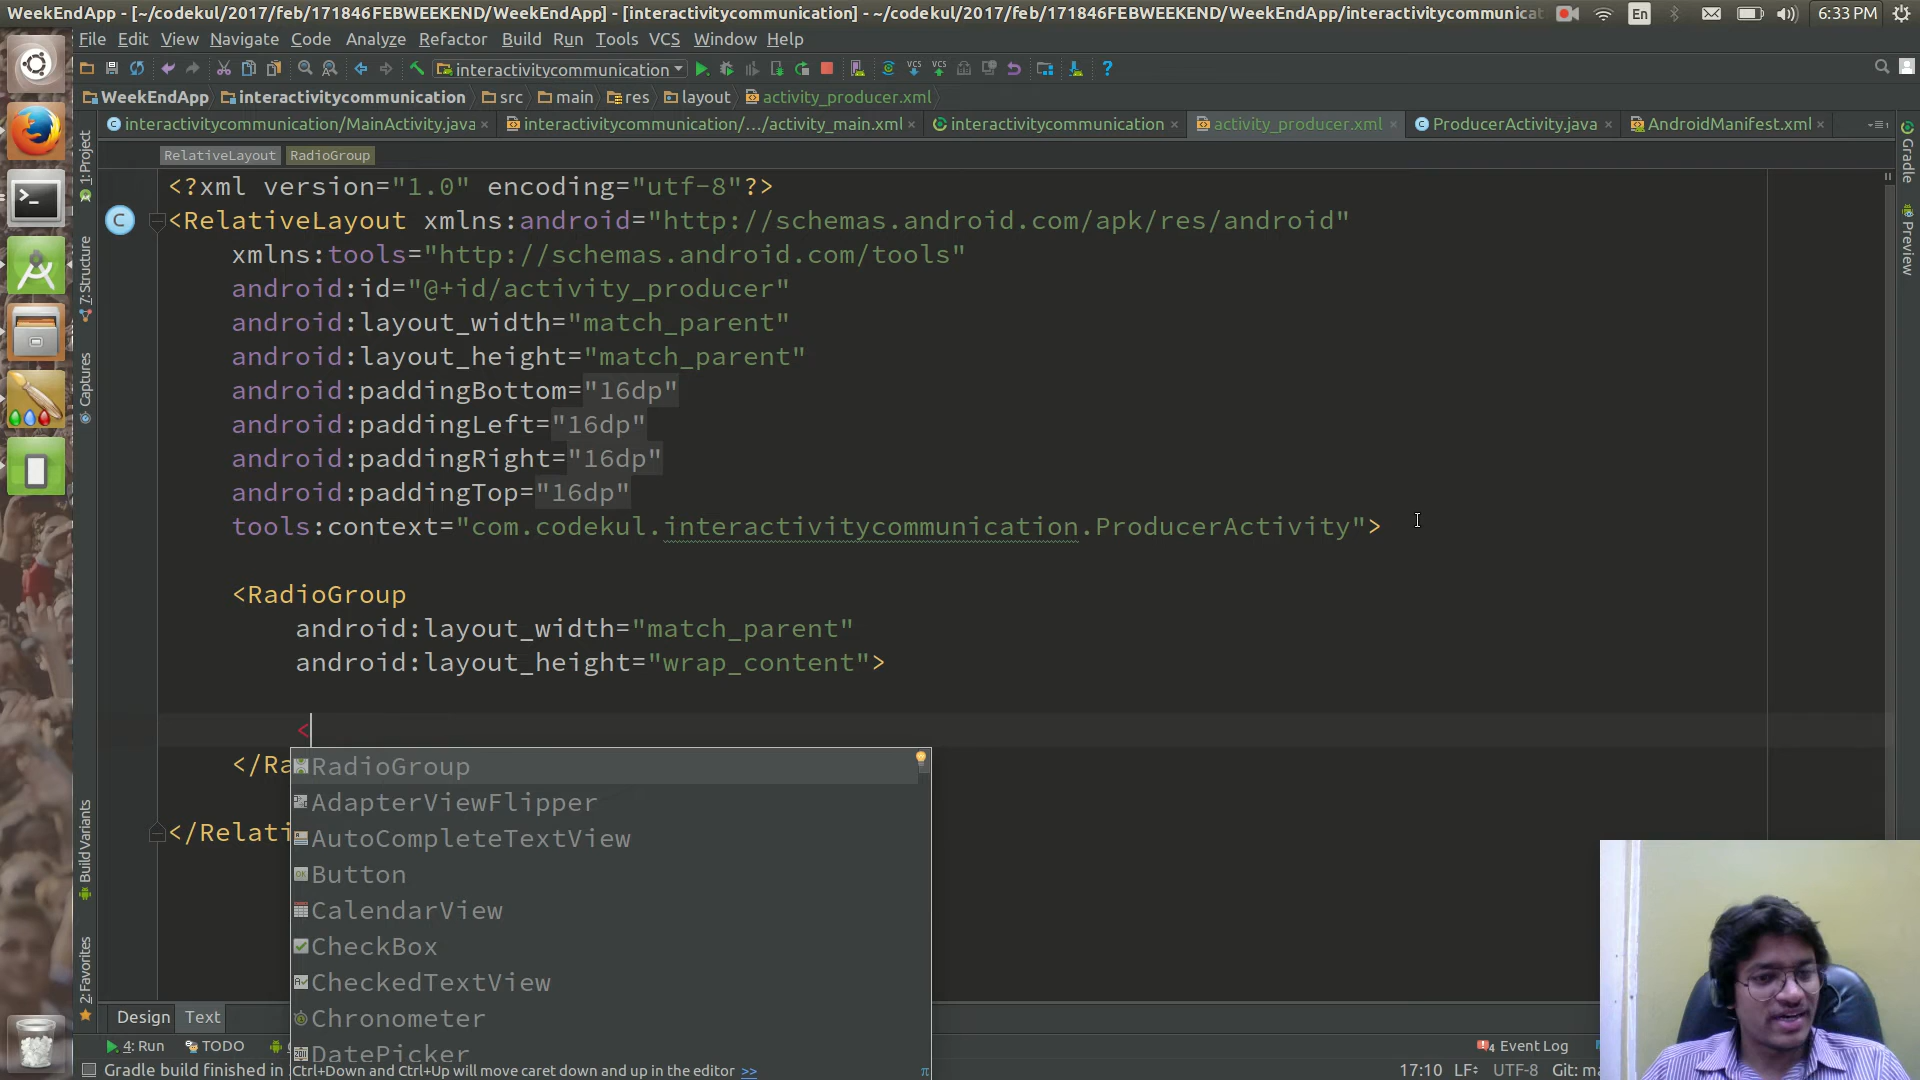 WeekEndApp - [~/codekul/2017/feb/171846FEBWEEKEND/WeekEndApp] - [interactivitycommunication] - ~/codekul/2017/feb/171846FEBWEEKEND/WeekEndApp/interactivitycommunicat
En
6:33 PM
File Edit View Navigate Code Analyze Refactor Build Run Tools VCS Window Help
interactivitycommunication
VCS VCS
WeekEndApp interactivitycommunication src main res layout activity_producer.xml
interactivitycommunication/MainActivity.java interactivitycommunication/.../activity_main.xml interactivitycommunication activity_producer.xml ProducerActivity.java AndroidManifest.xml
1: Project
7: Structure
Captures
Build Variants
2: Favorites
Gradle
Preview
RelativeLayout RadioGroup
<?xml version="1.0" encoding="utf-8"?>
<RelativeLayout xmlns:android="http://schemas.android.com/apk/res/android"
xmlns:tools="http://schemas.android.com/tools"
android:id="@+id/activity_producer"
android:layout_width="match_parent"
android:layout_height="match_parent"
android:paddingBottom="16dp"
android:paddingLeft="16dp"
android:paddingRight="16dp"
android:paddingTop="16dp"
tools:context="com.codekul.interactivitycommunication.ProducerActivity">
<RadioGroup
android:layout_width="match_parent"
android:layout_height="wrap_content">
<
</Ra
</Relati
RadioGroup
AdapterViewFlipper
AutoCompleteTextView
Button
CalendarView
CheckBox
CheckedTextView
Chronometer
DatePicker
Ctrl+Down and Ctrl+Up will move caret down and up in the editor >>
Design Text
4: Run TODO
4 Event Log
Gradle build finished in
17:10 LF UTF-8 Git: ma